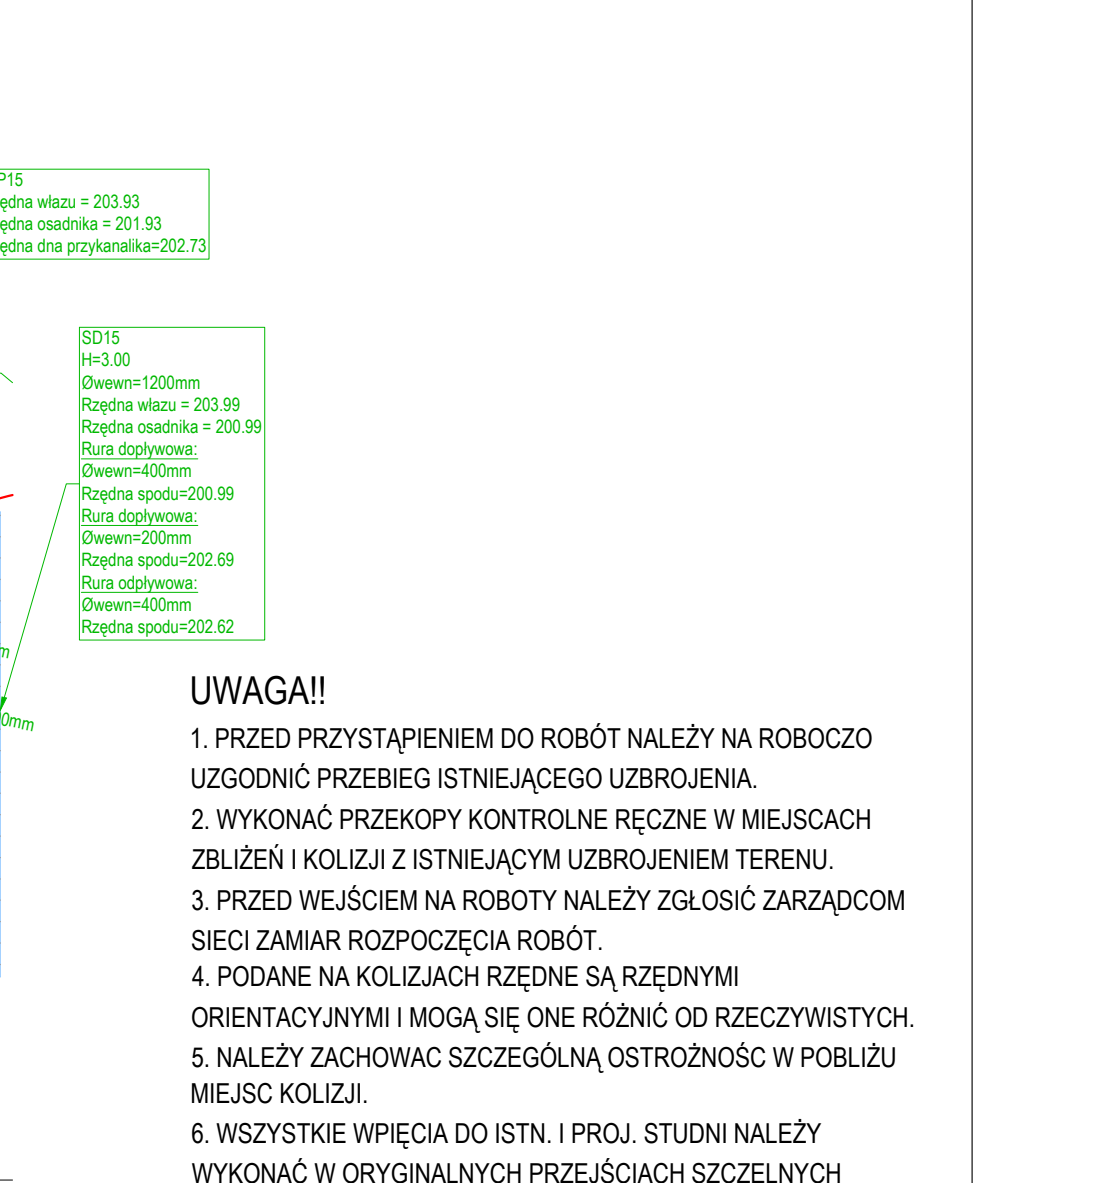 P15
ędna włazu = 203.93
ędna osadnika = 201.93
ędna dna przykanalika=202.73
SD15
H=3.00
Øwewn=1200mm
Rzędna włazu = 203.99
Rzędna osadnika = 200.99
Rura dopływowa:
Øwewn=400mm
Rzędna spodu=200.99
Rura dopływowa:
Øwewn=200mm
Rzędna spodu=202.69
Rura odpływowa:
Øwewn=400mm
Rzędna spodu=202.62
m
0mm
UWAGA!!
1. PRZED PRZYSTĄPIENIEM DO ROBÓT NALEŻY NA ROBOCZO
UZGODNIĆ PRZEBIEG ISTNIEJĄCEGO UZBROJENIA.
2. WYKONAĆ PRZEKOPY KONTROLNE RĘCZNE W MIEJSCACH
ZBLIŻEŃ I KOLIZJI Z ISTNIEJĄCYM UZBROJENIEM TERENU.
3. PRZED WEJŚCIEM NA ROBOTY NALEŻY ZGŁOSIĆ ZARZĄDCOM
SIECI ZAMIAR ROZPOCZĘCIA ROBÓT.
4. PODANE NA KOLIZJACH RZĘDNE SĄ RZĘDNYMI
ORIENTACYJNYMI I MOGĄ SIĘ ONE RÓŻNIĆ OD RZECZYWISTYCH.
5. NALEŻY ZACHOWAC SZCZEGÓLNĄ OSTROŻNOŚC W POBLIŻU
MIEJSC KOLIZJI.
6. WSZYSTKIE WPIĘCIA DO ISTN. I PROJ. STUDNI NALEŻY
WYKONAĆ W ORYGINALNYCH PRZEJŚCIACH SZCZELNYCH